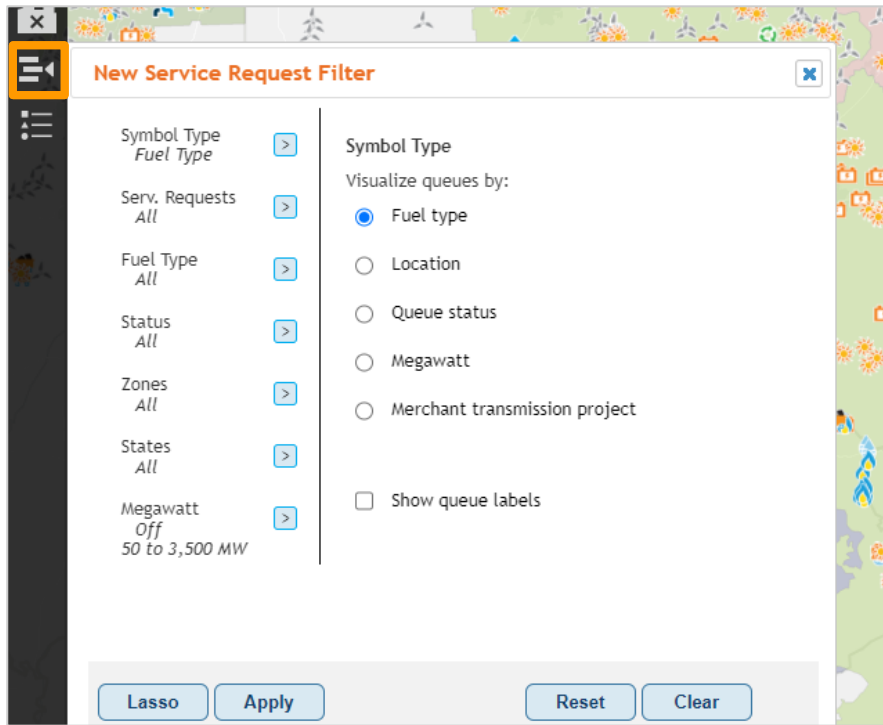 New Service Request Filter
Symbol Type
Fuel Type
Serv. Requests
All
Fuel Type
All
Status
All
Zones
All
States
All
Megawatt
Off
50 to 3,500 MW
Symbol Type
Visualize queues by:
Fuel type
Location
Queue status
Megawatt
Merchant transmission project
Show queue labels
Lasso
Apply
Reset
Clear